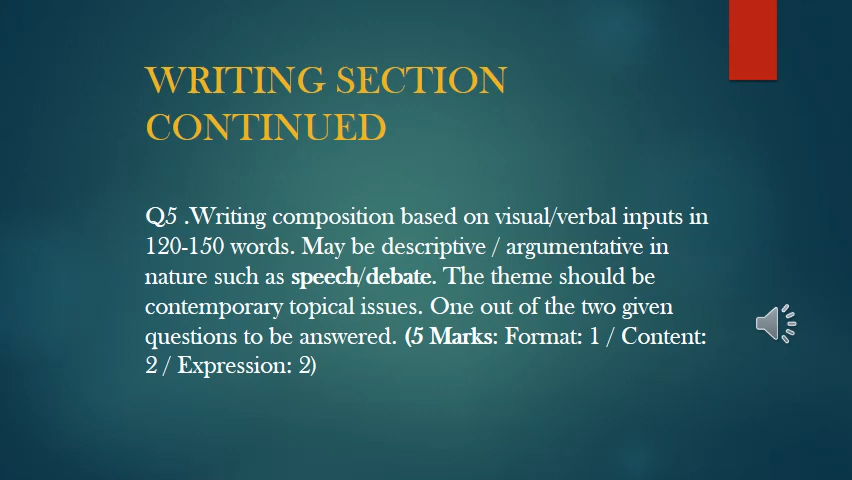 WRITING SECTION
CONTINUED
Q5 .Writing composition based on visual/verbal inputs in
120-150 words. May be descriptive / argumentative in
nature such as speech/debate. The theme should be
contemporary topical issues. One out of the two given
questions to be answered. (5 Marks: Format: 1 / Content:
2 / Expression: 2)